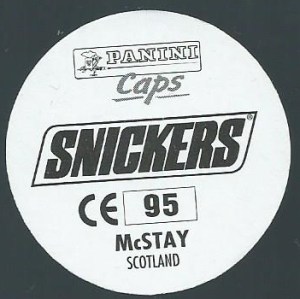 PANINI
Caps
SNICKERS®
CE 95
McSTAY
SCOTLAND